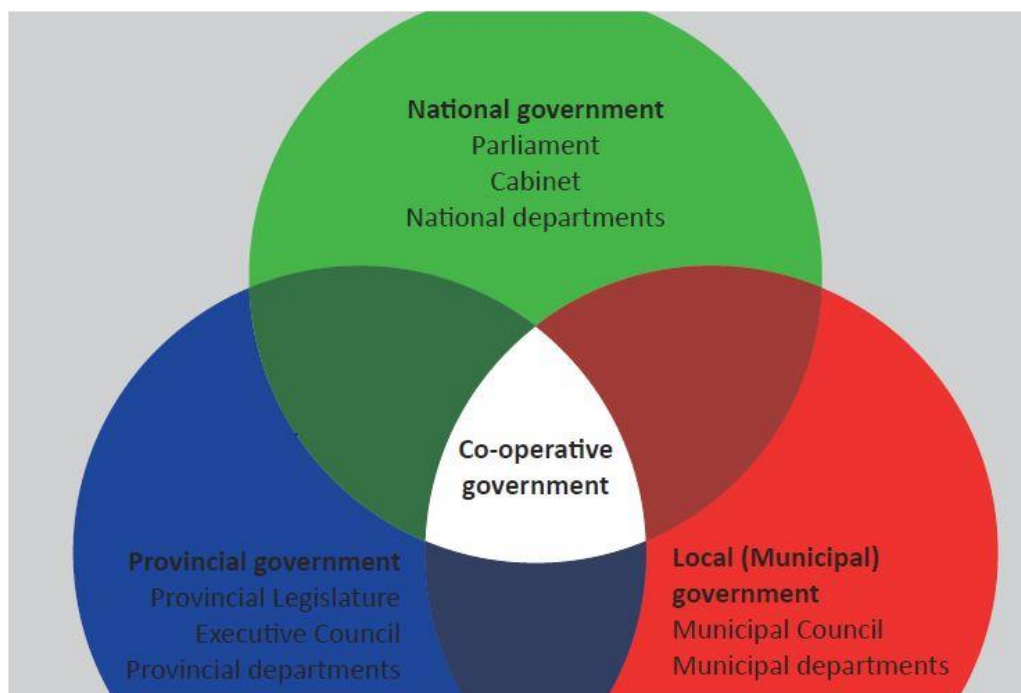 National government
Parliament
Cabinet
National departments
Co-operative
government
Provincial government
Provincial Legislature
Executive Council
Provincial departments
Local (Municipal)
government
Municipal Council
Municipal departments